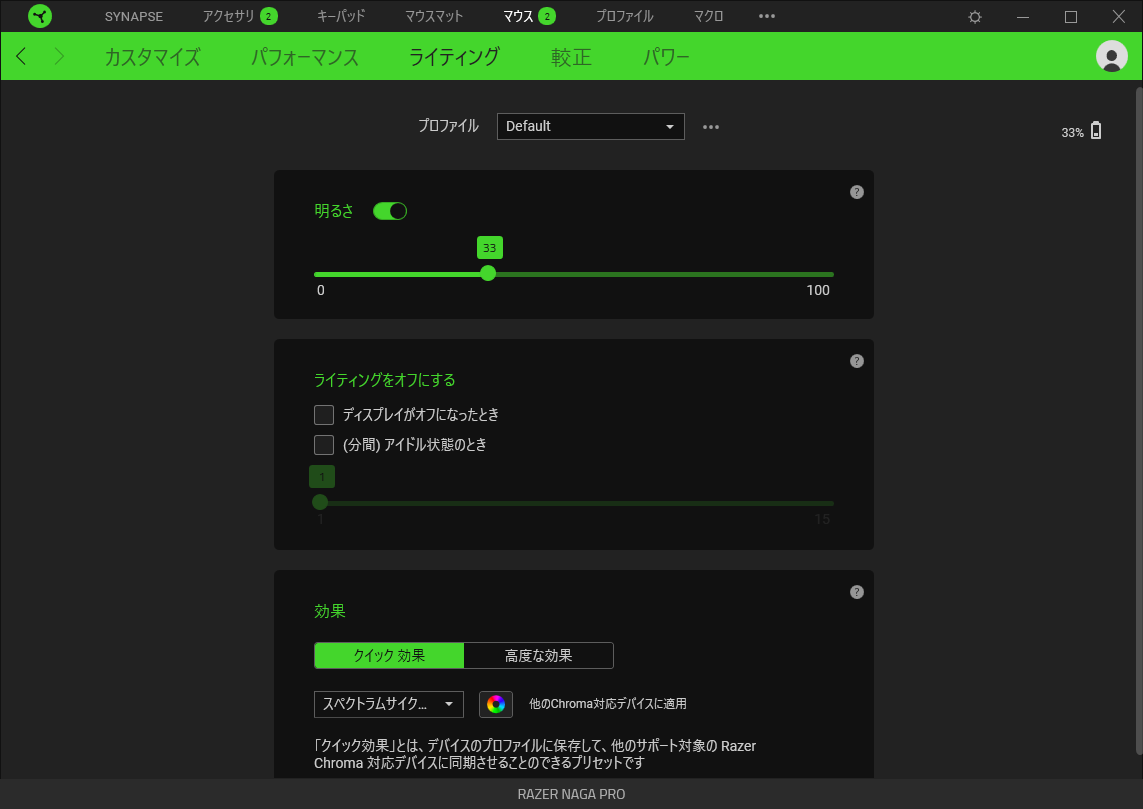 SYNAPSE アクセサリ 2 キーパッド マウスマット マウス 2 プロファイル マクロ •••
カスタマイズ パフォーマンス ライティング 較正 パワー
プロファイル Default •••
33%
明るさ ?
33
0 100
ライティングをオフにする ?
ディスプレイがオフになったとき
(分間) アイドル状態のとき
1
1 15
効果 ?
クイック 効果 高度な効果
スペクトラムサイク... 他のChroma対応デバイスに適用
「クイック効果」とは、デバイスのプロファイルに保存して、他のサポート対象の Razer
Chroma 対応デバイスに同期させることのできるプリセットです
RAZER NAGA PRO